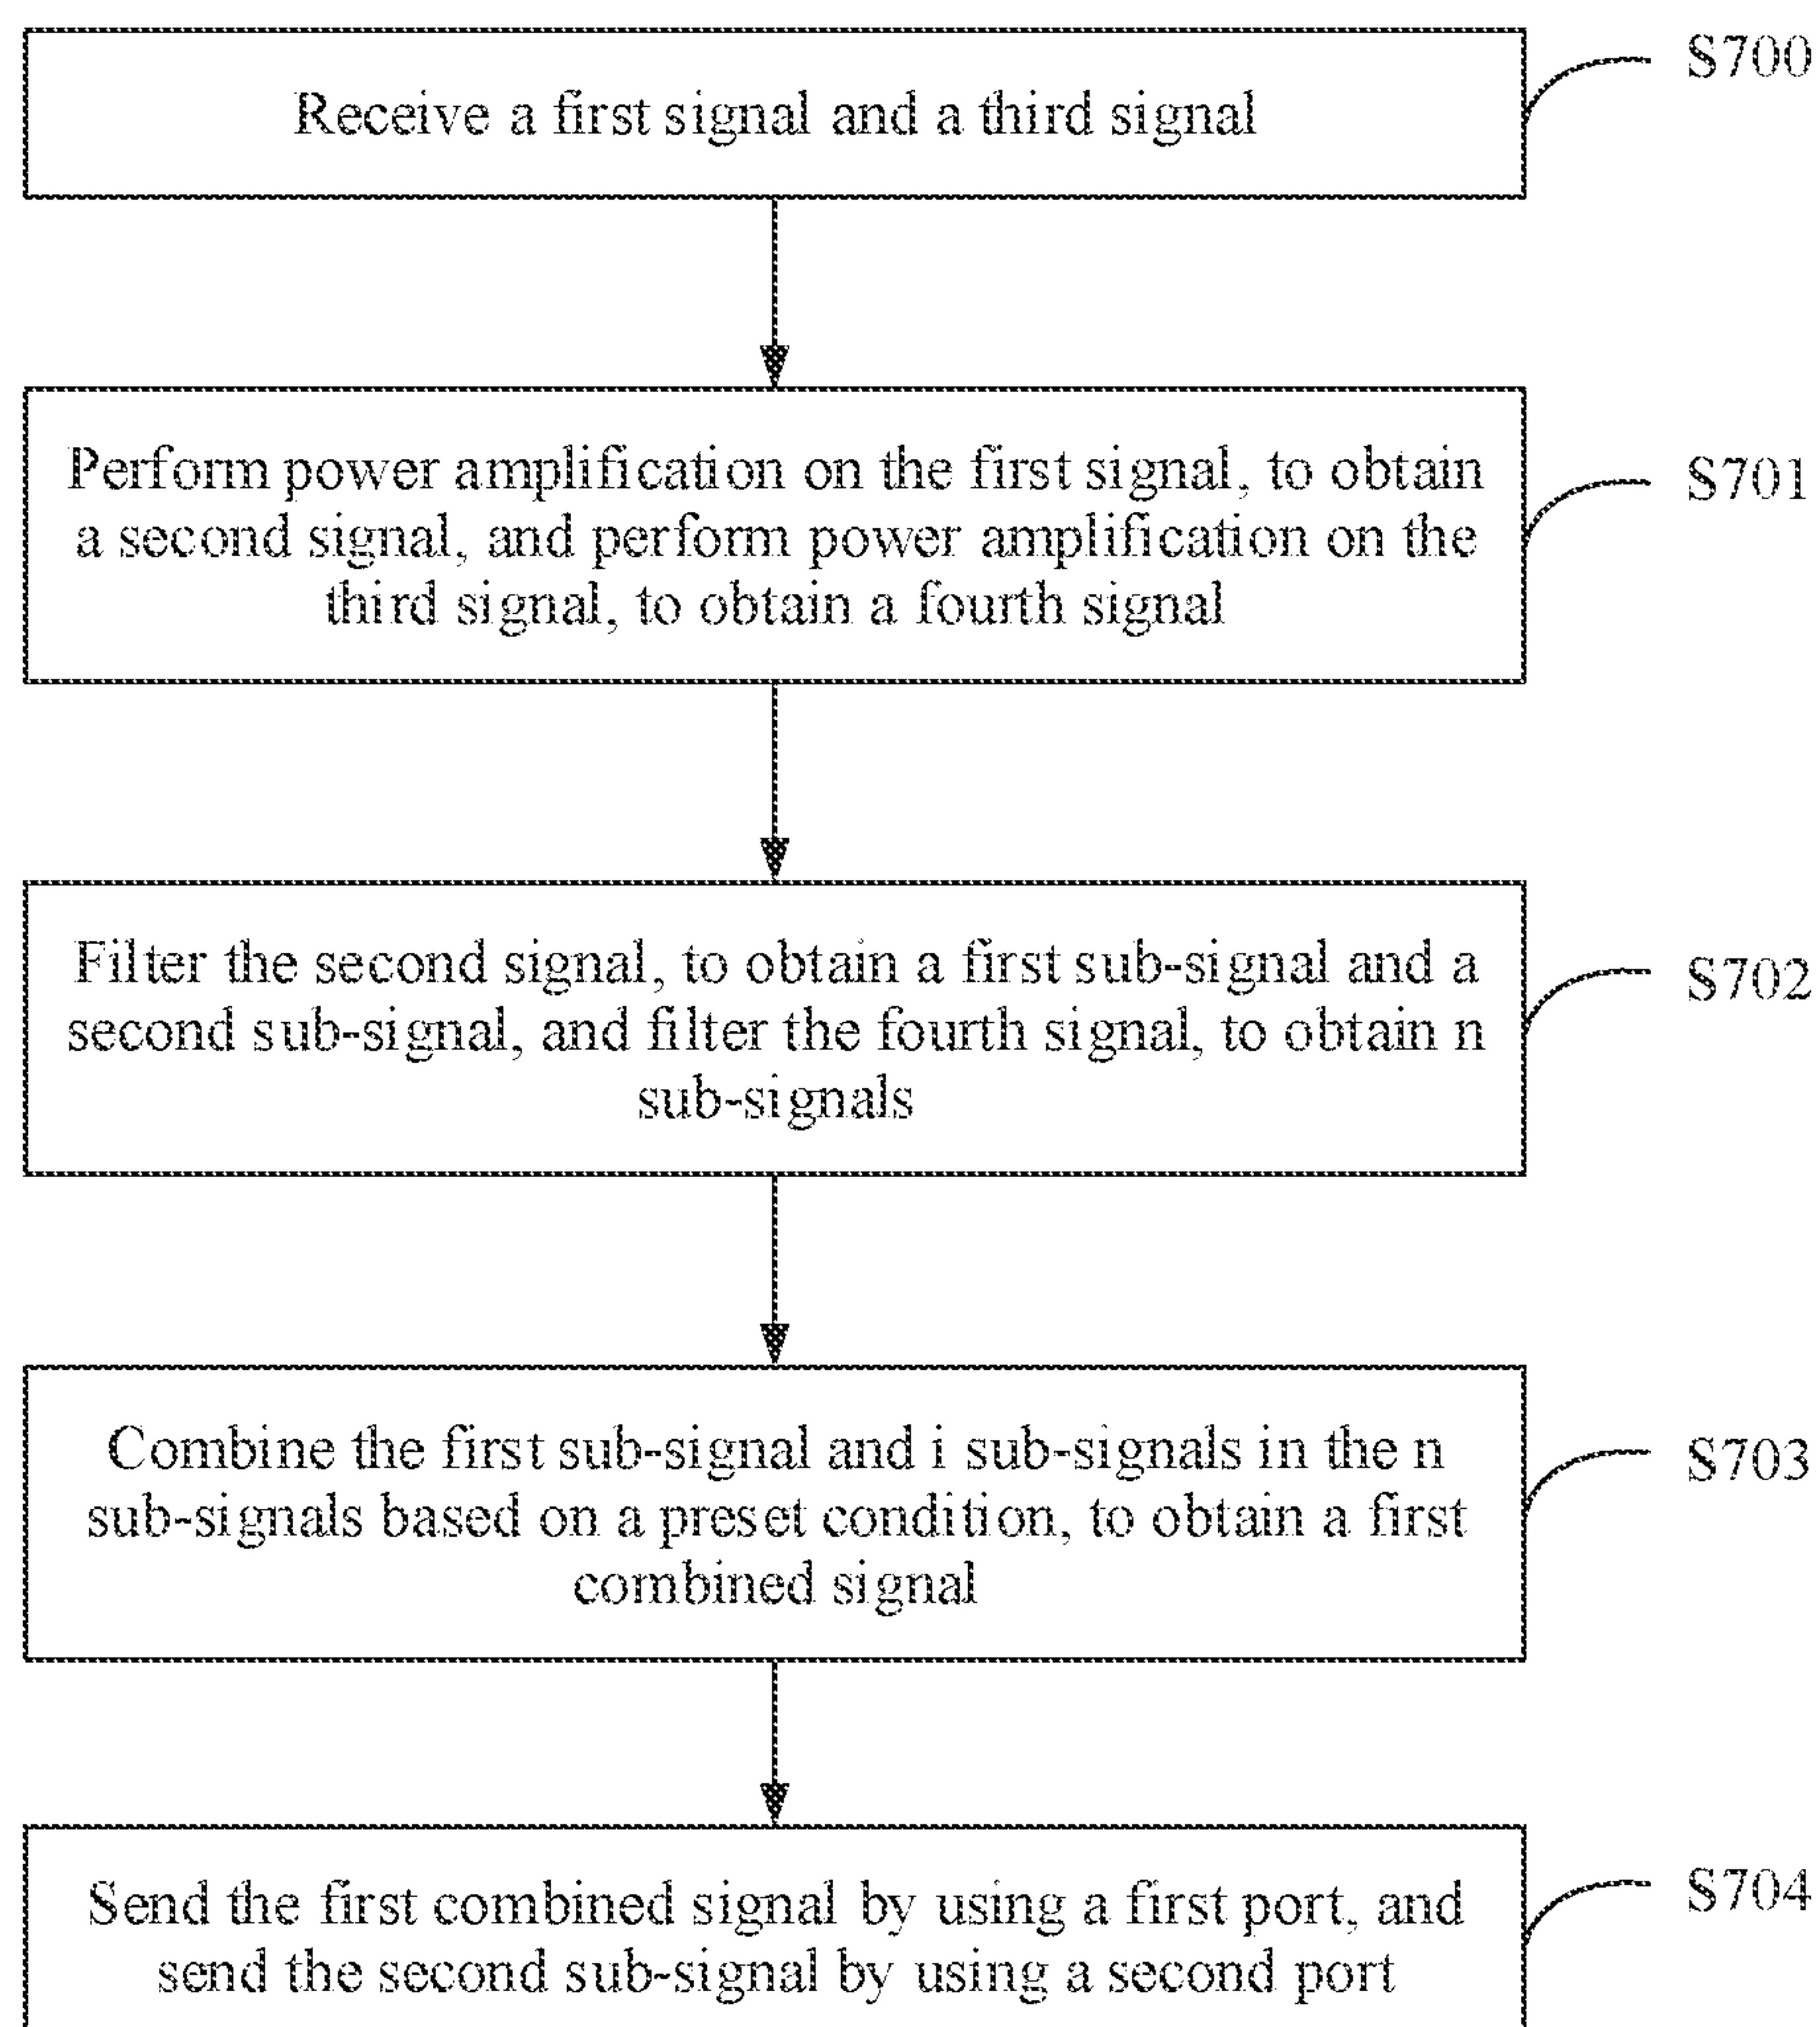 Receive a first signal and a third signal
S700
Perform power amplification on the first signal, to obtain
a second signal, and perform power amplification on the
third signal, to obtain a fourth signal
S701
Filter the second signal, to obtain a first sub-signal and a
second sub-signal, and filter the fourth signal, to obtain n
sub-signals
S702
Combine the first sub-signal and i sub-signals in the n
sub-signals based on a preset condition, to obtain a first
combined signal
S703
Send the first combined signal by using a first port, and
send the second sub-signal by using a second port
S704